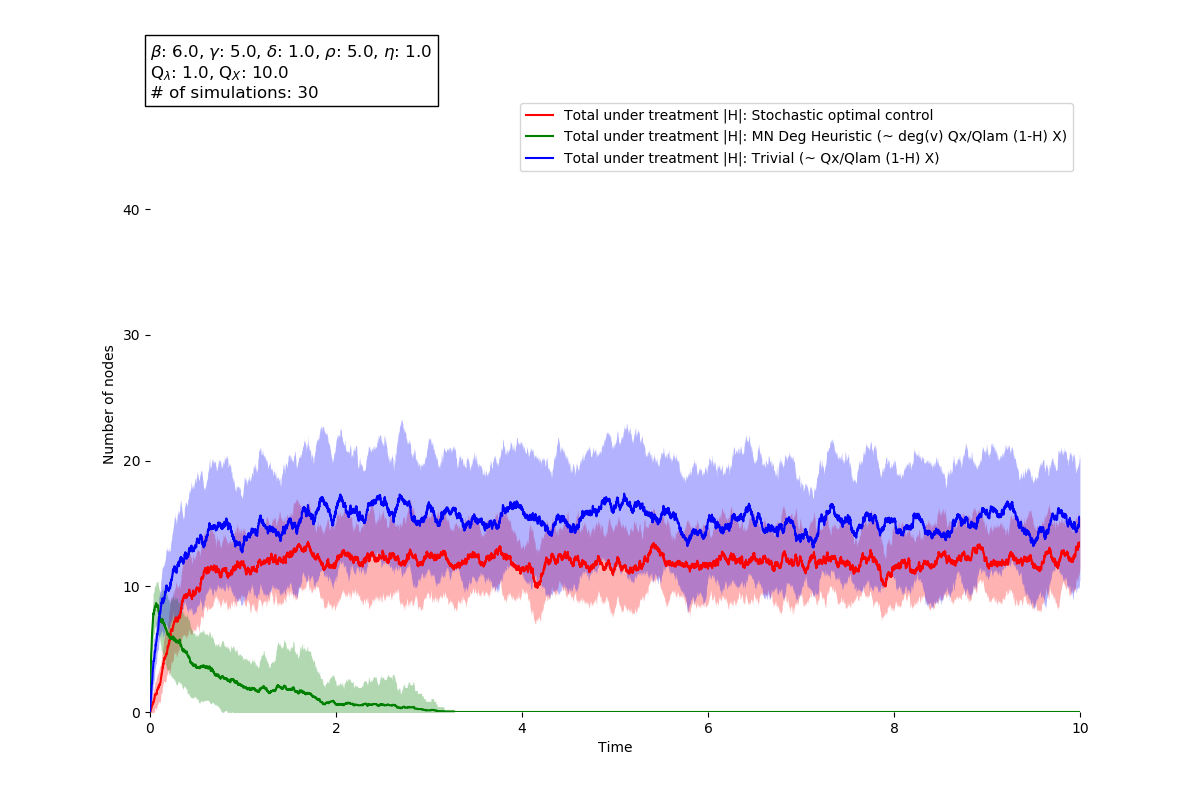 β: 6.0, γ: 5.0, δ: 1.0, ρ: 5.0, η: 1.0
Qλ: 1.0, QX: 10.0
# of simulations: 30
Total under treatment |H|: Stochastic optimal control
Total under treatment |H|: MN Deg Heuristic (~ deg(v) Qx/Qlam (1-H) X)
Total under treatment |H|: Trivial (~ Qx/Qlam (1-H) X)
40
30
20
10
0
Number of nodes
0 2 4 6 8 10
Time